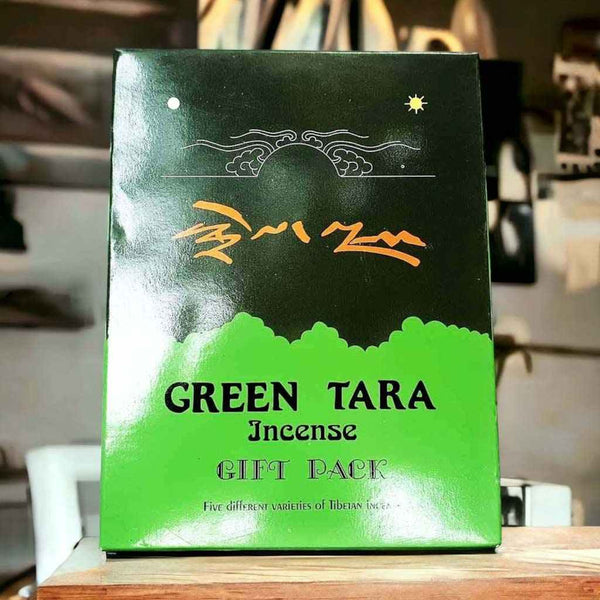 GREEN TARA
Incense
GIFT PACK
Five different varieties of Tibetan